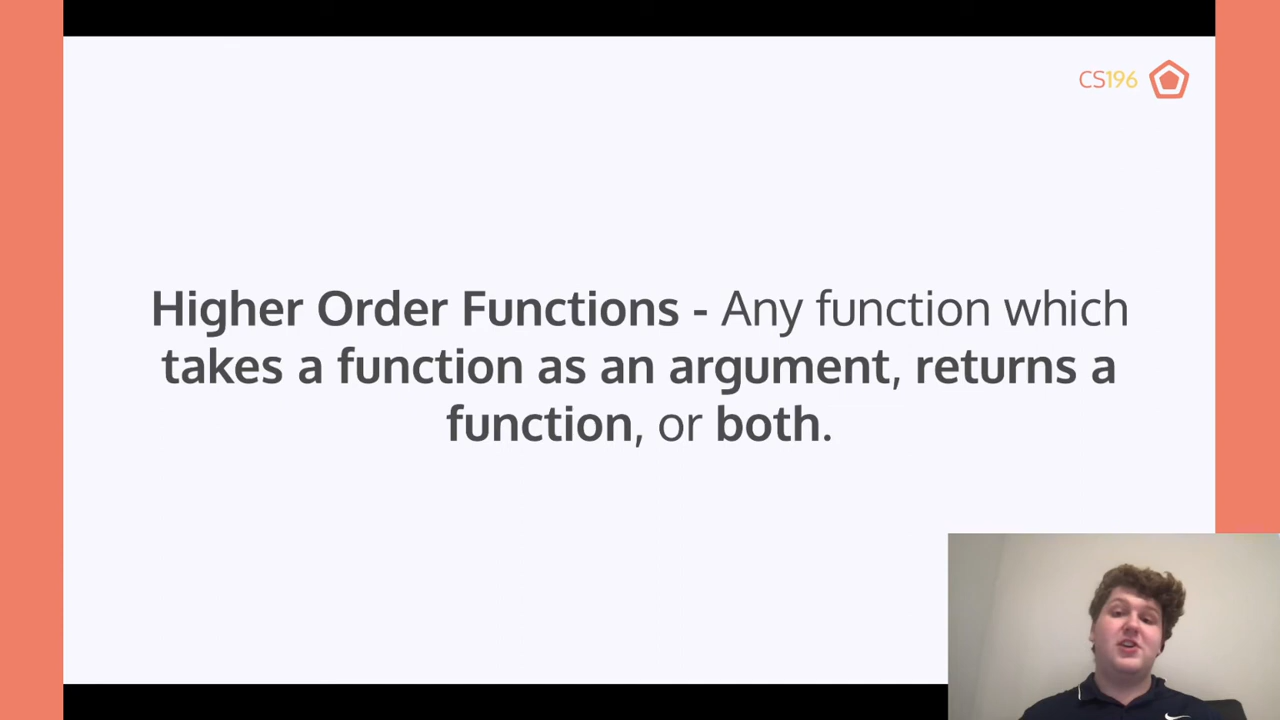 CS196
Higher Order Functions - Any function which
takes a function as an argument, returns a
function, or both.